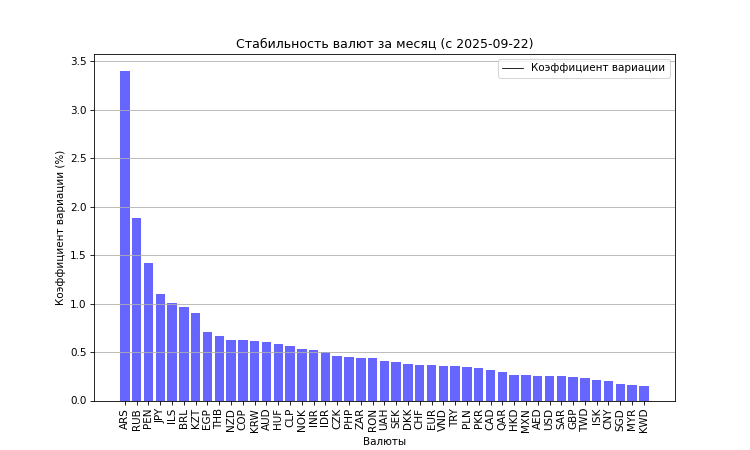 Стабильность валют за месяц (с 2025-09-22)
Коэффициент вариации
Коэффициент вариации (%)
3.5
3.0
2.5
2.0
1.5
1.0
0.5
0.0
ARS
RUB
PEN
JPY
ILS
BRL
KZT
EGP
THB
NZD
COP
KRW
AUD
HUF
CLP
NOK
INR
IDR
CZK
PHP
ZAR
RON
UAH
SEK
DKK
CHF
EUR
VND
TRY
PLN
PKR
CAD
QAR
HKD
MXN
AED
USD
SAR
GBP
TWD
ISK
CNY
SGD
MYR
KWD
Валюты